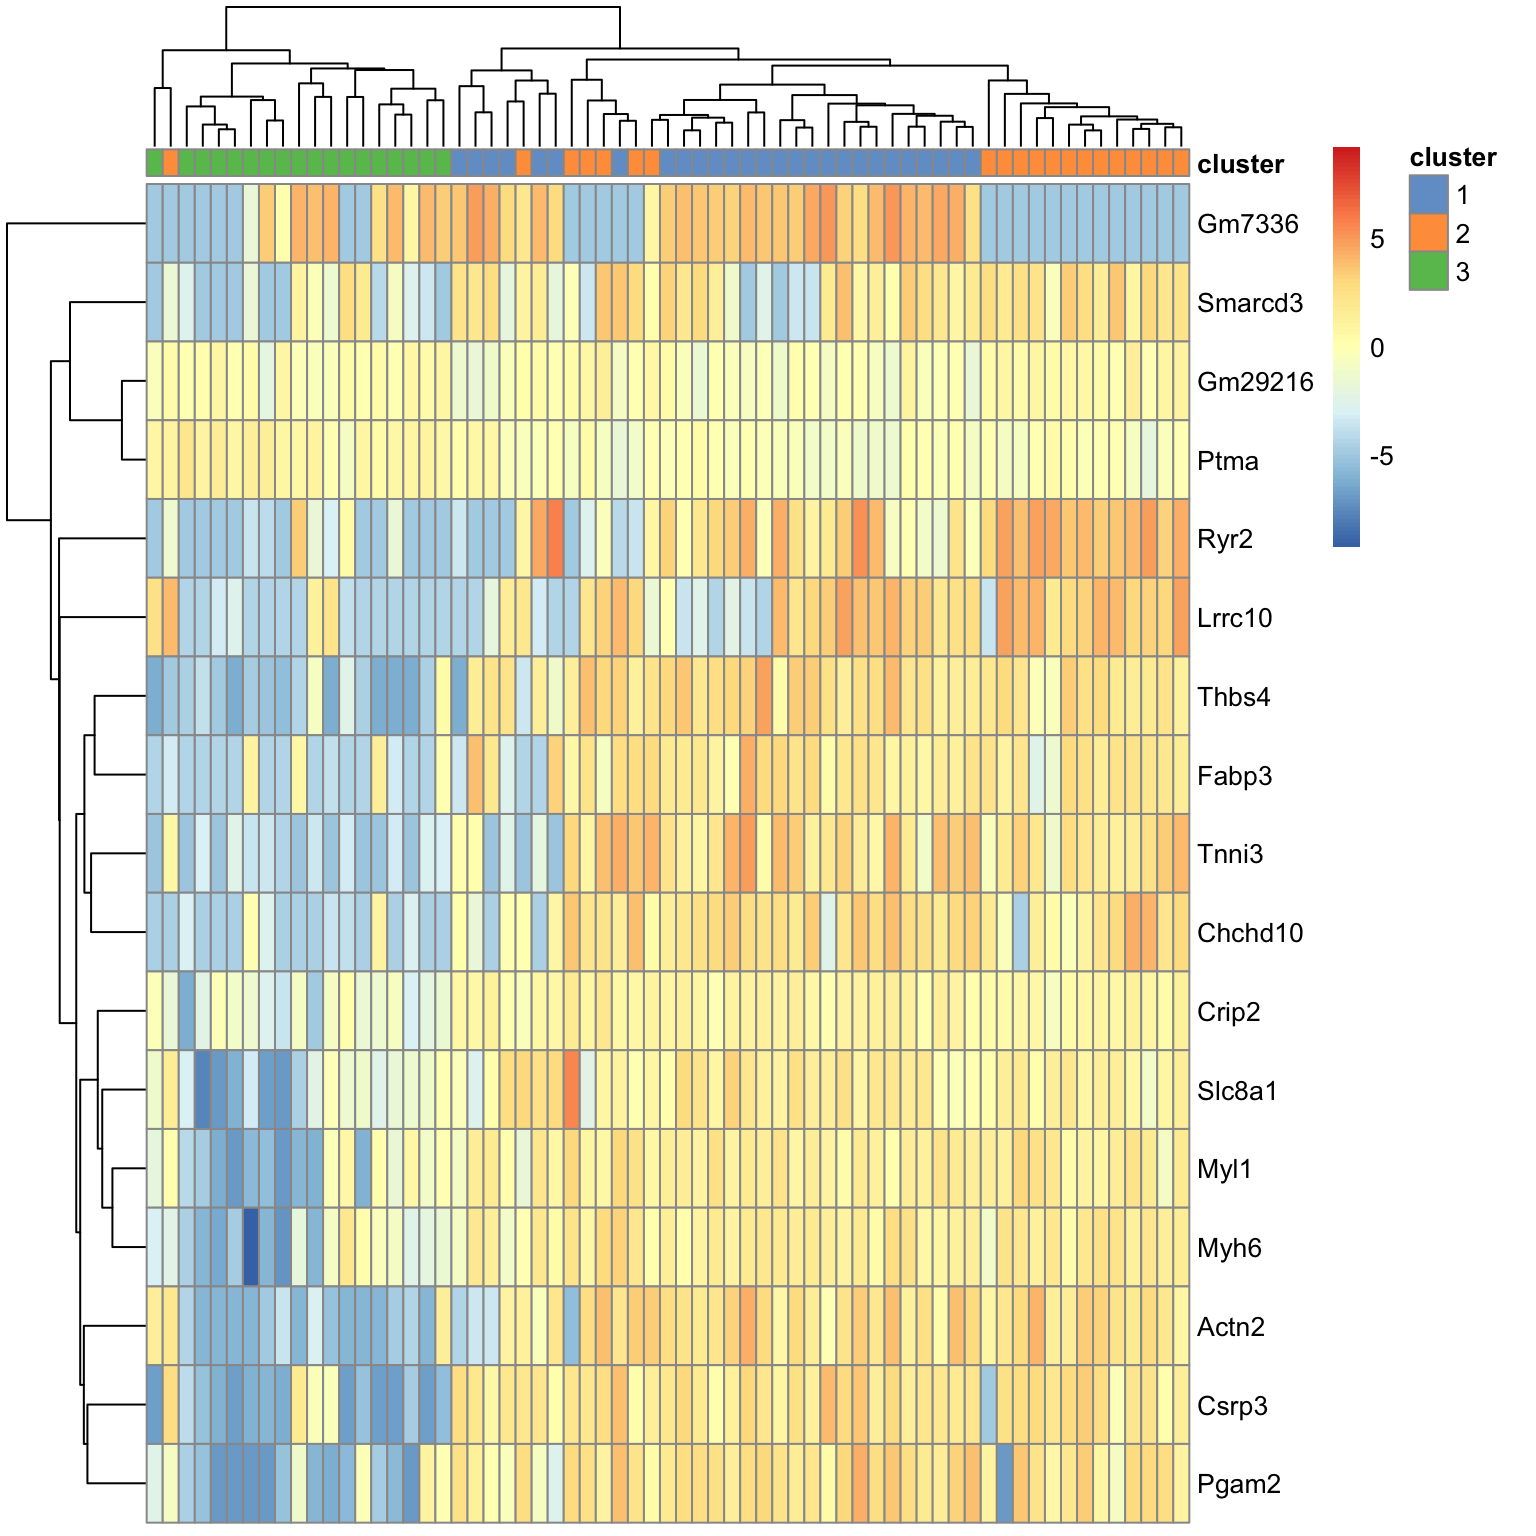 cluster
Gm7336
Smarcd3
Gm29216
Ptma
Ryr2
Lrrc10
Thbs4
Fabp3
Tnni3
Chchd10
Crip2
Slc8a1
Myl1
Myh6
Actn2
Csrp3
Pgam2
5
0
-5
cluster
1
2
3